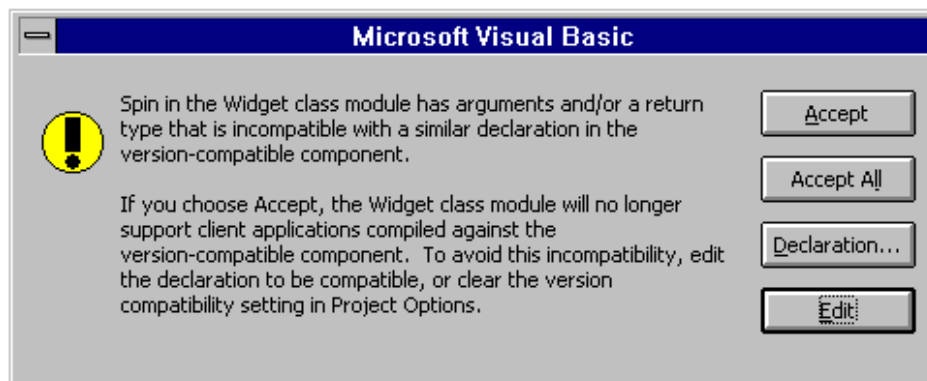 Microsoft Visual Basic
Spin in the Widget class module has arguments and/or a return
type that is incompatible with a similar declaration in the
version-compatible component.
If you choose Accept, the Widget class module will no longer
support client applications compiled against the
version-compatible component.  To avoid this incompatibility, edit
the declaration to be compatible, or clear the version
compatibility setting in Project Options.
Accept
Accept All
Declaration...
Edit